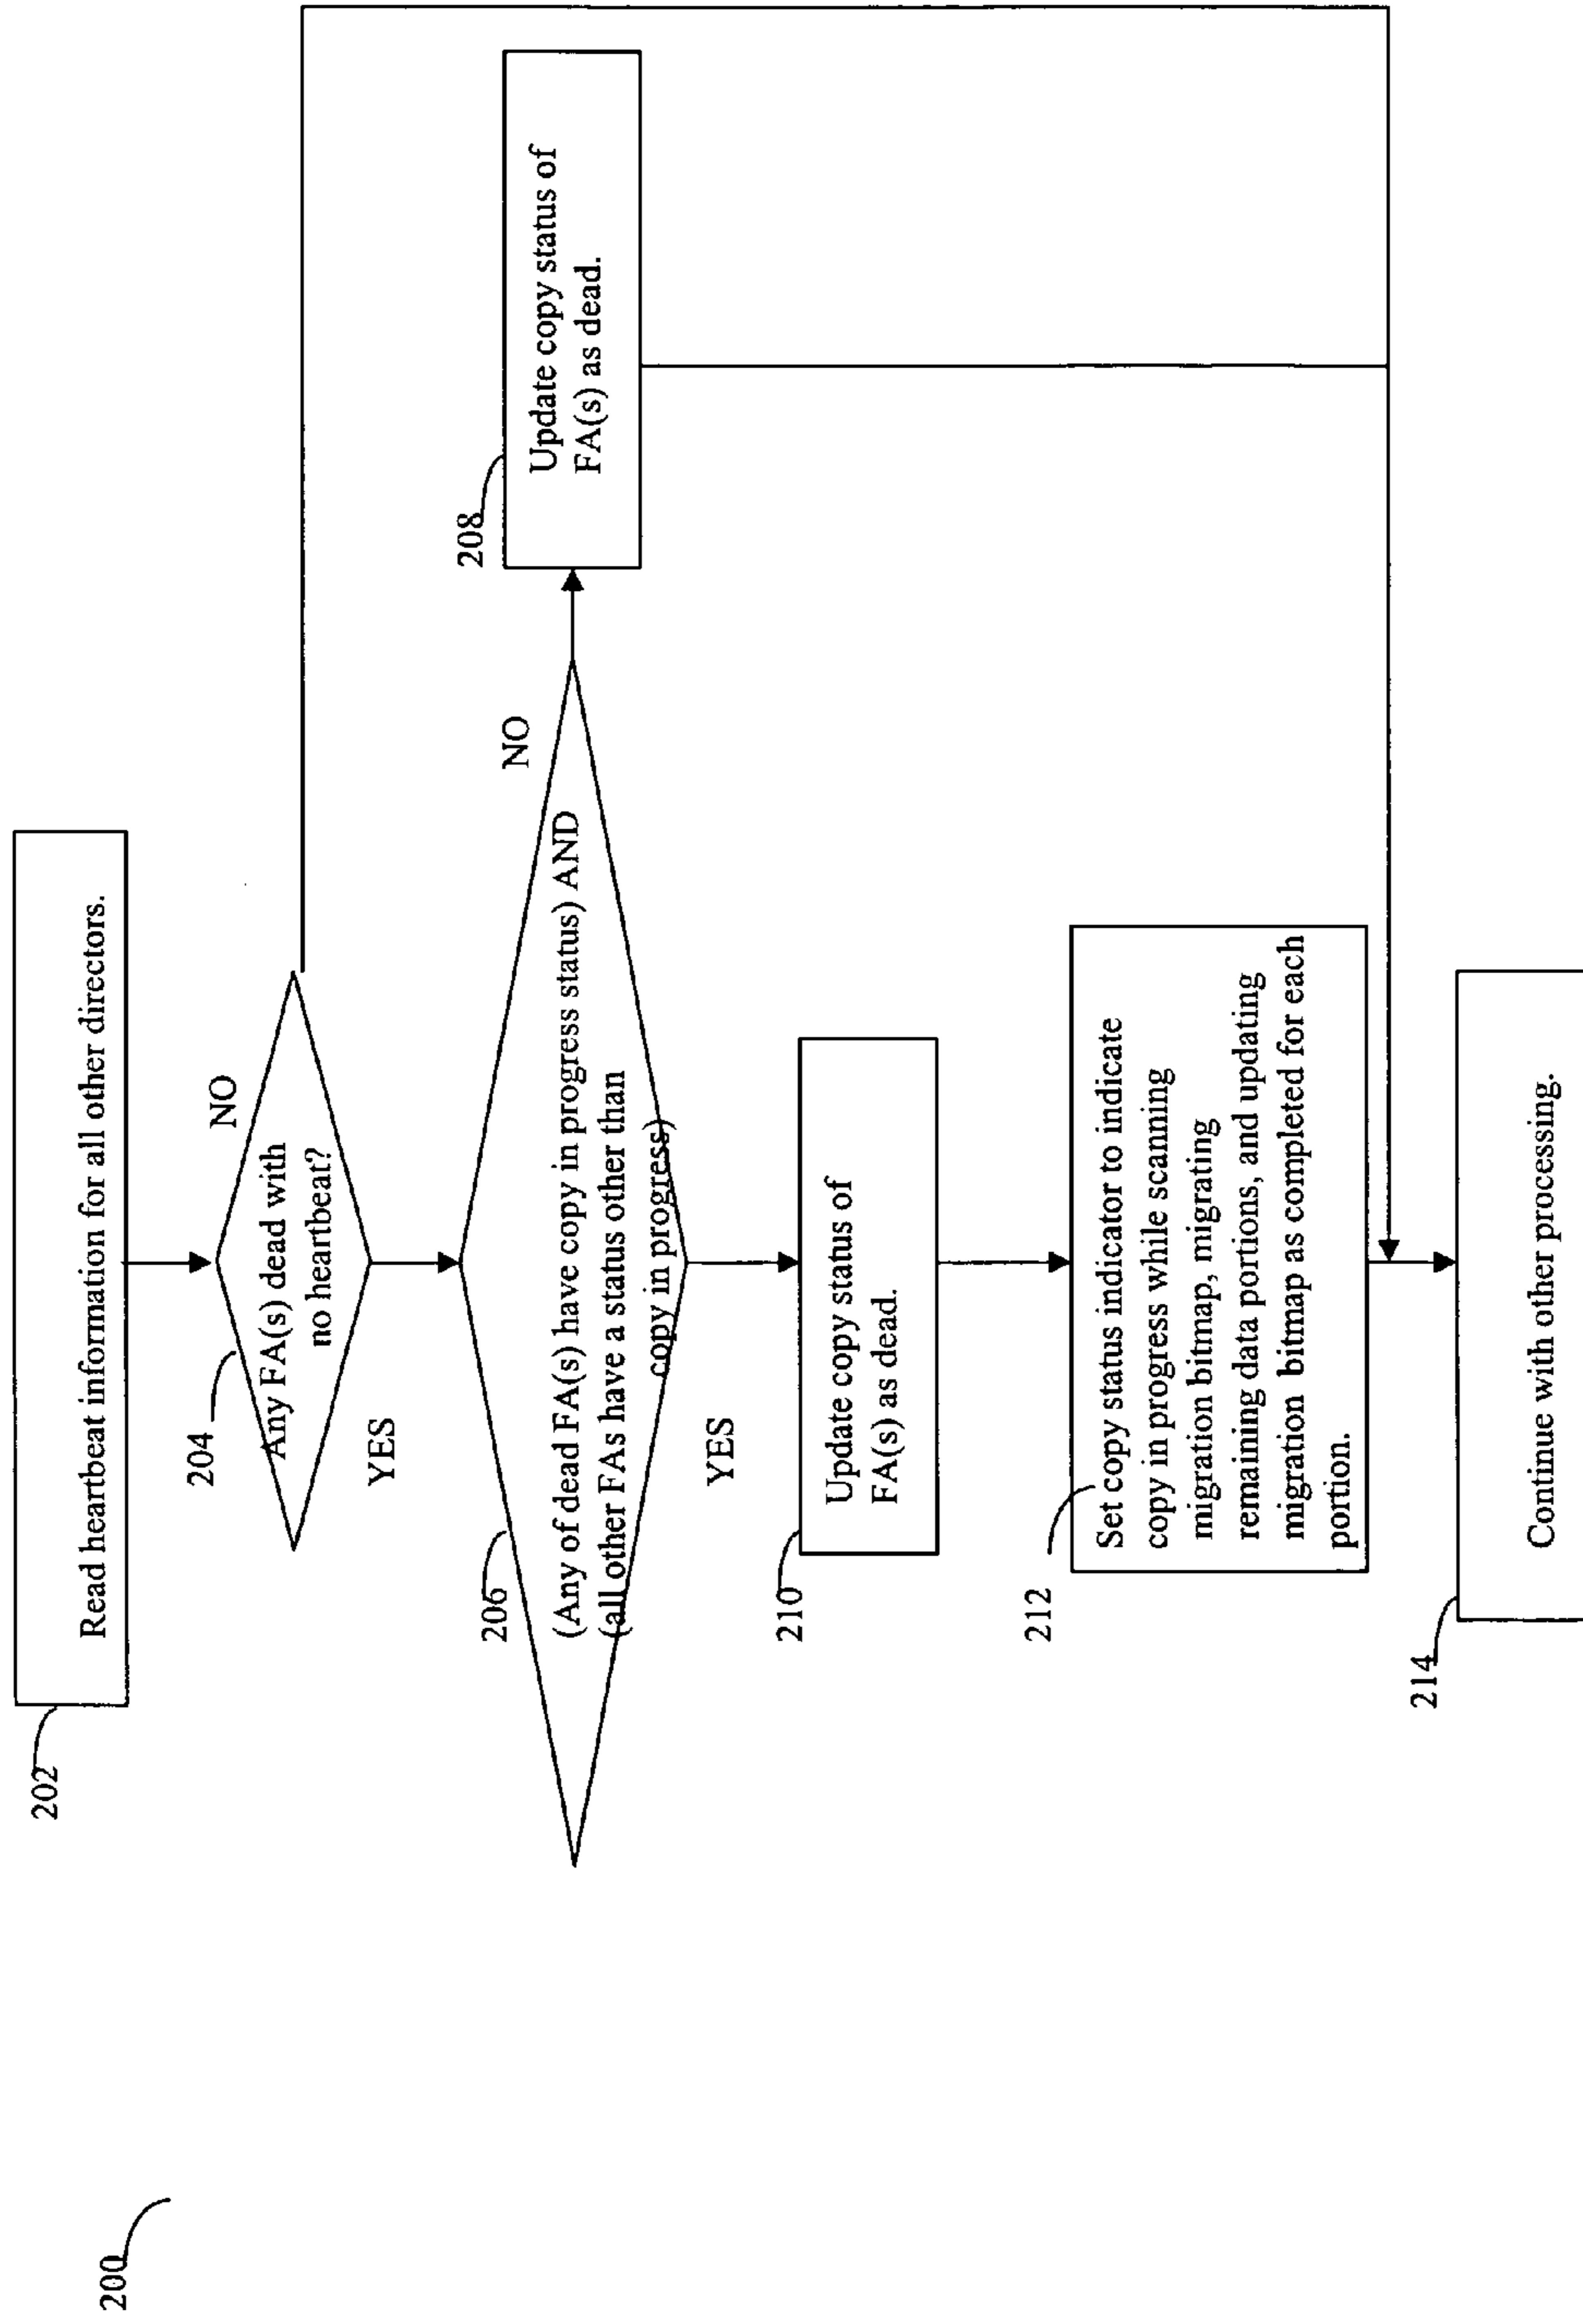 200
202
Read heartbeat information for all other directors.
204
Any FA(s) dead with
no heartbeat?
NO
YES
206
(Any of dead FA(s) have copy in progress status) AND
(all other FAs have a status other than
copy in progress)
NO
YES
208
Update copy status of
FA(s) as dead.
210
Update copy status of
FA(s) as dead.
212
Set copy status indicator to indicate
copy in progress while scanning
migration bitmap, migrating
remaining data portions, and updating
migration bitmap as completed for each
portion.
214
Continue with other processing.